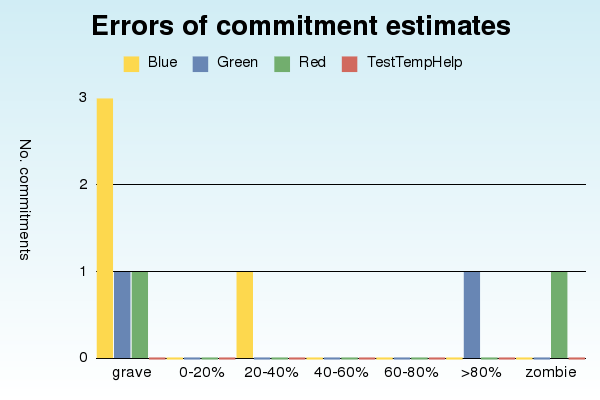 Errors of commitment estimates
Blue Green Red TestTempHelp
No. commitments
3
2
1
0
grave 0-20% 20-40% 40-60% 60-80% >80% zombie